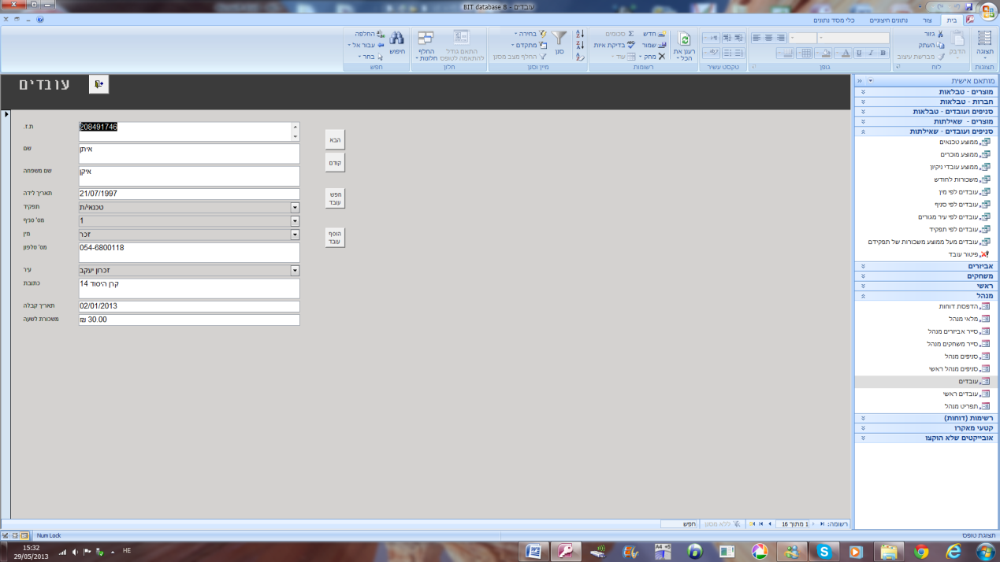 עובדים - BIT database 8
בית
צור
נתונים חיצוניים
כלי מסד נתונים
תצוגה
תצוגות
הדבק
גזור
העתק
מברשת עיצוב
לוח
גופן
טקסט עשיר
רענן את הכל
חדש
שמור
מחק
סכומים
בדיקת איות
עוד
רשומות
סנן
בחירה
מתקדם
החלף מצב מסנן
מיין וסנן
התאם גודל להתאמה לטופס
החלף חלונות
חלון
חיפוש
החלפה
עבור אל
בחר
חפש
עובדים
ת.ז.
208491746
שם
איתן
שם משפחה
איקן
תאריך לידה
21/07/1997
תפקיד
טכנאי/ת
מס' סניף
1
מין
זכר
מס' טלפון
054-6800118
עיר
זכרון יעקב
כתובת
קרן היסוד 14
תאריך קבלה
02/01/2013
משכורת לשעה
₪ 30.00
הבא
קודם
חפש עובד
הוסף עובד
מותאם אישית
מוצרים - טבלאות
חברות - טבלאות
סניפים ועובדים - טבלאות
מוצרים - שאילתות
סניפים ועובדים - שאילתות
ממוצע טכנאים
ממוצע מוכרים
ממוצע עובדי ניקיון
משכורות לחודש
עובדים לפי מין
עובדים לפי סניף
עובדים לפי עיר מגורים
עובדים לפי תפקיד
עובדים מעל ממוצע משכורות של תפקידם
פיטור עובד
אביזרים
משחקים
ראשי
מנהל
הדפסת דוחות
מלאי מנהל
סייר אביזרים מנהל
סייר משחקים מנהל
סניפים מנהל
סניפים מנהל ראשי
עובדים
עובדים ראשי
תפריט מנהל
רשימות (דוחות)
קטעי מאקרו
אובייקטים שלא הוקצו
רשומה: 1 מתוך 16
ללא מסנן
חפש
תצוגת טופס
Num Lock
HE
15:32
29/05/2013